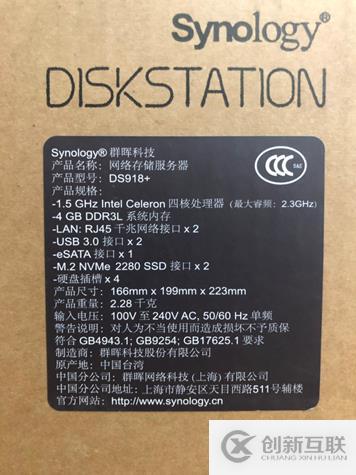 Synology®
DISKSTATION
Synology® 群晖科技
产品名称：网络存储服务器
产品型号：DS918+
产品规格：
-1.5 GHz Intel Celeron 四核处理器（最大睿频：2.3GHz）
-4 GB DDR3L 系统内存
-LAN: RJ45 千兆网络接口 x 2
-USB 3.0 接口 x 2
-eSATA 接口 x 1
-M.2 NVMe 2280 SSD 接口 x 2
-硬盘插槽 x 4
产品尺寸：166mm x 199mm x 223mm
产品重量：2.28 千克
输入电压：100V 至 240V AC, 50/60 Hz 单频
警告说明：对人为不当使用而造成损坏不予质保
符合 GB4943.1; GB9254; GB17625.1 要求
制造商：群晖科技股份有限公司
原产地：中国台湾
中国分公司：群晖网络科技(上海)有限公司
中国分公司地址：上海市静安区天目西路511号辅楼
官方网站：http://www.synology.cn
CCC
S&E
创新互联
CHUANG XIN HU LIAN